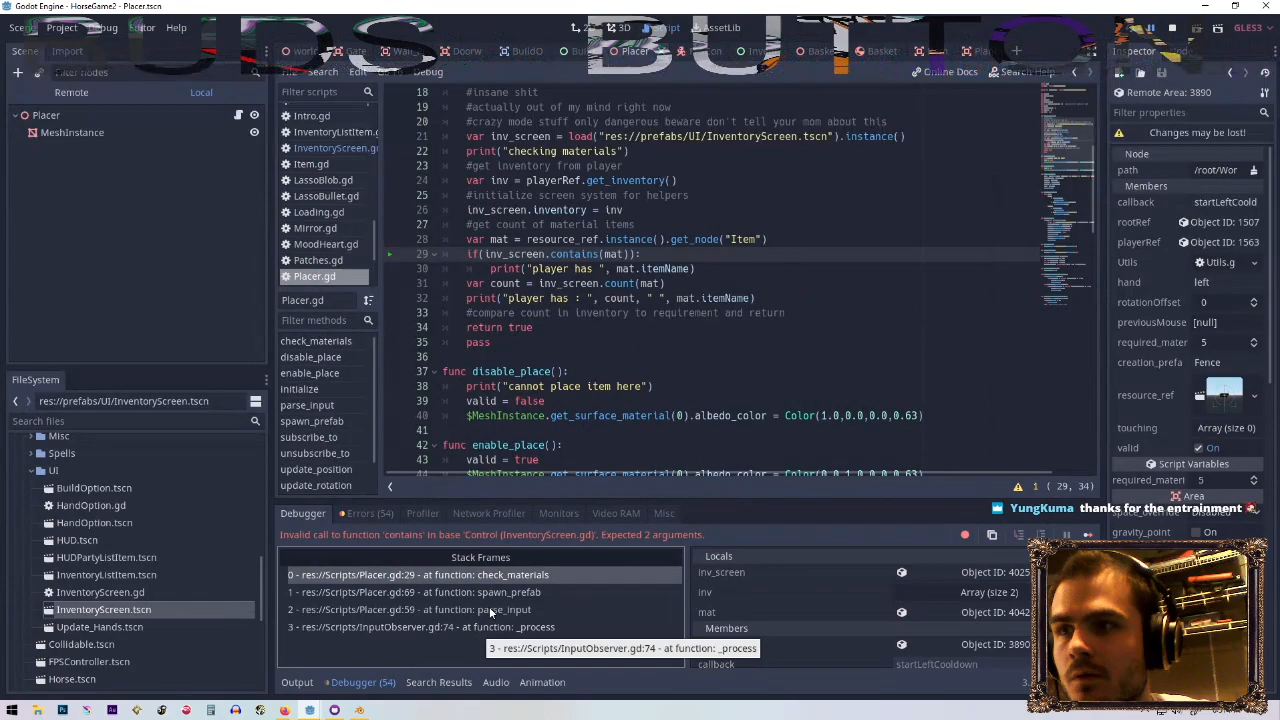 Godot Engine - HorseGame2 - Placer.tscn
Scene Project Debug Editor Help
3D Script AssetLib
GLES3
Scene Import
Placer
Inspector
Filter nodes
Remote Local
Placer
MeshInstance
File Search Edit Debug
Online Docs Search Help
Filter scripts
Intro.gd
Item.gd
LassoBullet
Loading.gd
Mirror.gd
Patches.gd
Placer.gd
Placer.gd
Filter methods
check_materials
disable_place
enable_place
initialize
parse_input
spawn_prefab
subscribe_to
unsubscribe_to
update_position
update_rotation
18 #insane shit
19 #actually out of my mind right now
20 #crazy code stuff only dangerous beware don't tell your mom about this
21 var inv_screen = load("res://prefabs/UI/InventoryScreen.tscn").instance()
22 print("checking materials")
23 #get inventory from player
24 var inv = playerRef.get_inventory()
25 #initialize screen system for helpers
26 inv_screen.inventory = inv
27 #get count of material items
28 var mat = resource_ref.instance().get_node("Item")
29 if(inv_screen.contains(mat )):
30 print("player has ", mat.itemName)
31 var count = inv_screen.count(mat)
32 print("player has : ", count, " ", mat.itemName)
33 #compare count in inventory to requirement and return
34 return true
35 pass
36
37 func disable_place():
38 print("cannot place item here")
39 valid = false
40 $MeshInstance.get_surface_material(0).albedo_color = Color(1.0,0.0,0.0,0.63)
41
42 func enable_place():
43 valid = true
44 $MeshInstance.get_surface_material(0).albedo_color = Color(0.0,1.0,0.0,0.63)
1 ( 29, 34)
FileSystem
res://prefabs/UI/InventoryScreen.tscn
Search files
Misc
Spells
UI
BuildOption.tscn
HandOption.gd
HandOption.tscn
HUD.tscn
HUDPartyListItem.tscn
InventoryListItem.tscn
InventoryScreen.gd
InventoryScreen.tscn
Update_Hands.tscn
Collidable.tscn
FPSController.tscn
Horse.tscn
Debugger Errors (54) Profiler Network Profiler Monitors Video RAM Misc
Invalid call to function 'contains' in base 'Control (InventoryScreen.gd)'. Expected 2 arguments.
Stack Frames
0 - res://Scripts/Placer.gd:29 - at function: check_materials
1 - res://Scripts/Placer.gd:69 - at function: spawn_prefab
2 - res://Scripts/Placer.gd:59 - at function: parse_input
3 - res://Scripts/InputObserver.gd:74 - at function: _process
3 - res://Scripts/InputObserver.gd:74 - at function: _process
Locals
inv_screen Object ID: 4025
inv Array (size 2)
mat Object ID: 4042
Members
Object ID: 3890
callback startLeftCooldown
Output Debugger (54) Search Results Audio Animation
Remote Area: 3890
Filter properties
Changes may be lost!
Node
path /root/Wor
Members
callback startLeftCoold
rootRef Object ID: 507
playerRef Object ID: 1563
Utils Utils.gd
hand left
rotationOffset 0
previousMouse [null]
required_mater 5
creation_prefa Fence
resource_ref
touching Array (size 0)
valid On
Script Variables
required_materi 5
Area
gravity_point On
YungKuma thanks for the entrainment